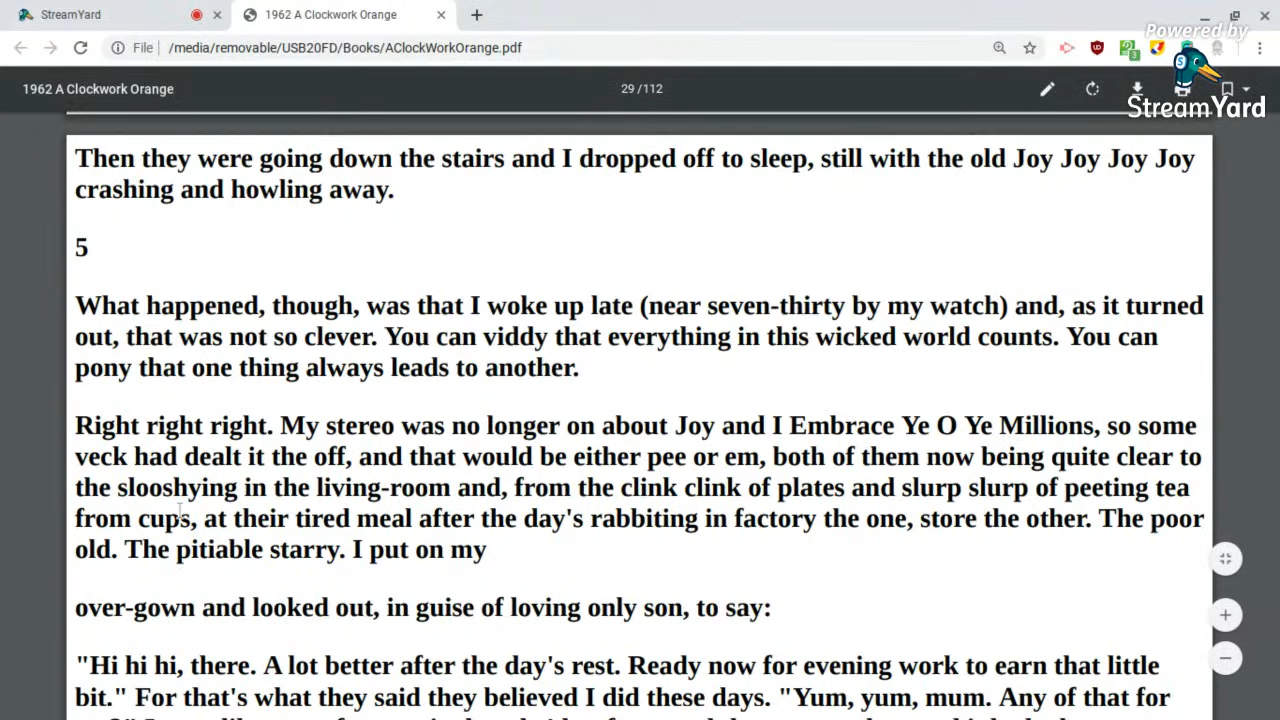 StreamYard
1962 A Clockwork Orange
File
/media/removable/USB20FD/Books/AClockWorkOrange.pdf
Powered by
StreamYard
1962 A Clockwork Orange
29 / 112
Then they were going down the stairs and I dropped off to sleep, still with the old Joy Joy Joy Joy
crashing and howling away.
5
What happened, though, was that I woke up late (near seven-thirty by my watch) and, as it turned
out, that was not so clever. You can viddy that everything in this wicked world counts. You can
pony that one thing always leads to another.
Right right right. My stereo was no longer on about Joy and I Embrace Ye O Ye Millions, so some
veck had dealt it the off, and that would be either pee or em, both of them now being quite clear to
the slooshying in the living-room and, from the clink clink of plates and slurp slurp of peeting tea
from cups, at their tired meal after the day's rabbiting in factory the one, store the other. The poor
old. The pitiable starry. I put on my
over-gown and looked out, in guise of loving only son, to say:
"Hi hi hi, there. A lot better after the day's rest. Ready now for evening work to earn that little
bit." For that's what they said they believed I did these days. "Yum, yum, mum. Any of that for